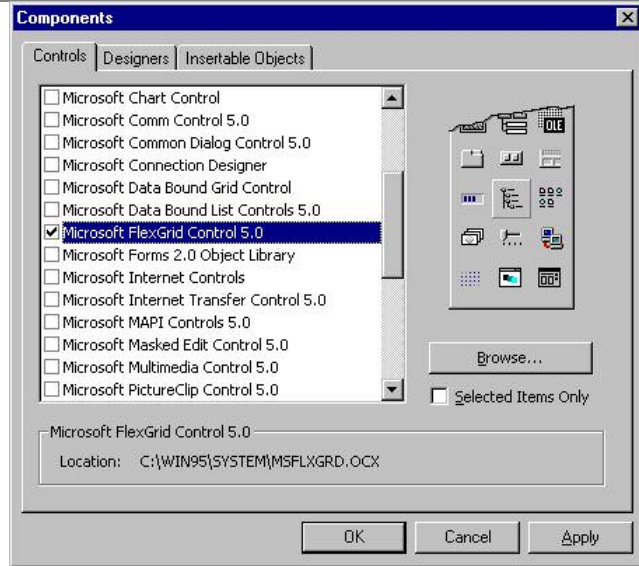 Components
Controls Designers Insertable Objects
Microsoft Chart Control
Microsoft Comm Control 5.0
Microsoft Common Dialog Control 5.0
Microsoft Connection Designer
Microsoft Data Bound Grid Control
Microsoft Data Bound List Controls 5.0
Microsoft FlexGrid Control 5.0
Microsoft Forms 2.0 Object Library
Microsoft Internet Controls
Microsoft Internet Transfer Control 5.0
Microsoft MAPI Controls 5.0
Microsoft Masked Edit Control 5.0
Microsoft Multimedia Control 5.0
Microsoft PictureClip Control 5.0
OLE
Browse...
Selected Items Only
Microsoft FlexGrid Control 5.0
Location: C:\WIN95\SYSTEM\MSFLXGRD.OCX
OK Cancel Apply